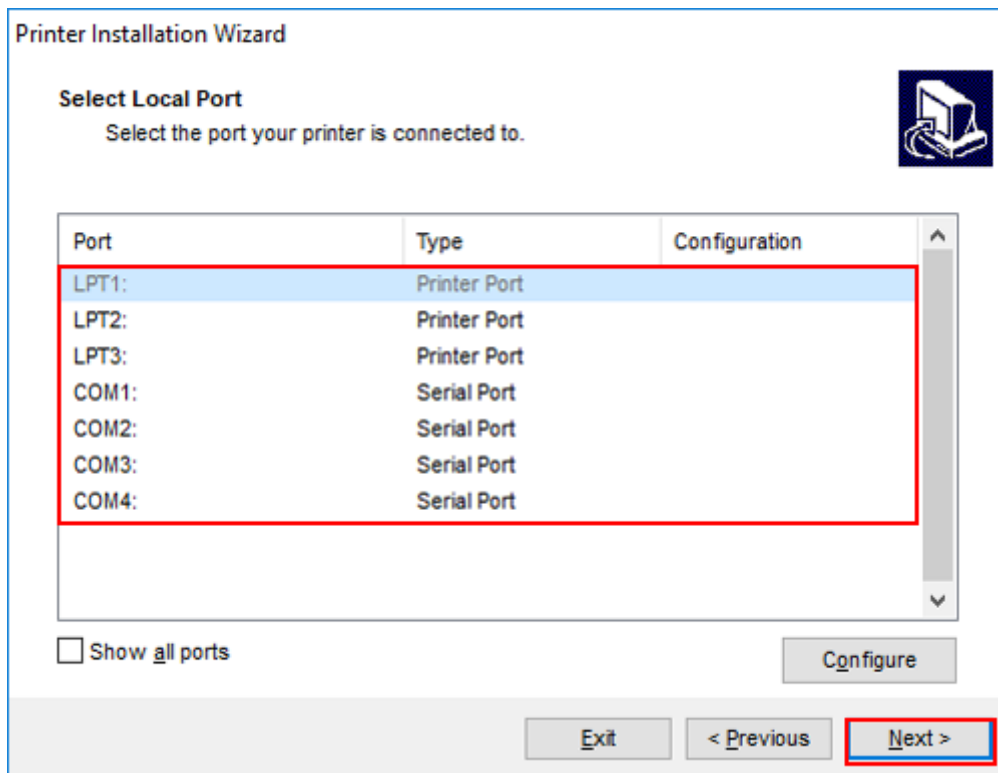 Printer Installation Wizard
Select Local Port
Select the port your printer is connected to.
Port Type Configuration
LPT1: Printer Port
LPT2: Printer Port
LPT3: Printer Port
COM1: Serial Port
COM2: Serial Port
COM3: Serial Port
COM4: Serial Port
Show all ports
Configure
Exit < Previous Next >